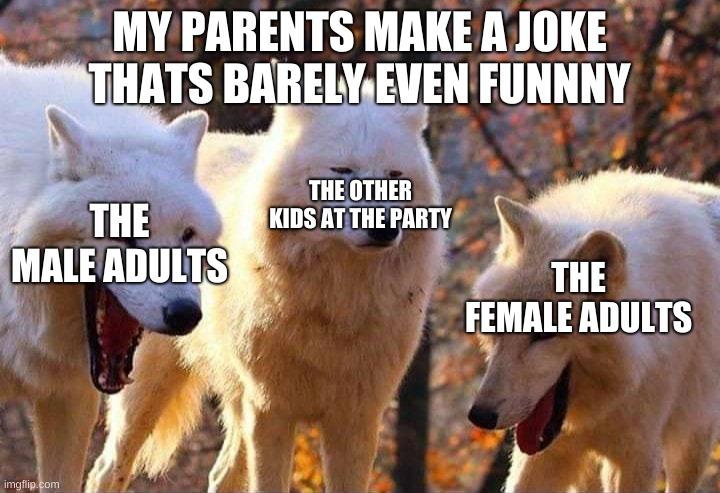 MY PARENTS MAKE A JOKE
THATS BARELY EVEN FUNNNY
THE OTHER
KIDS AT THE PARTY
THE
MALE ADULTS
THE
FEMALE ADULTS
imgflip.com